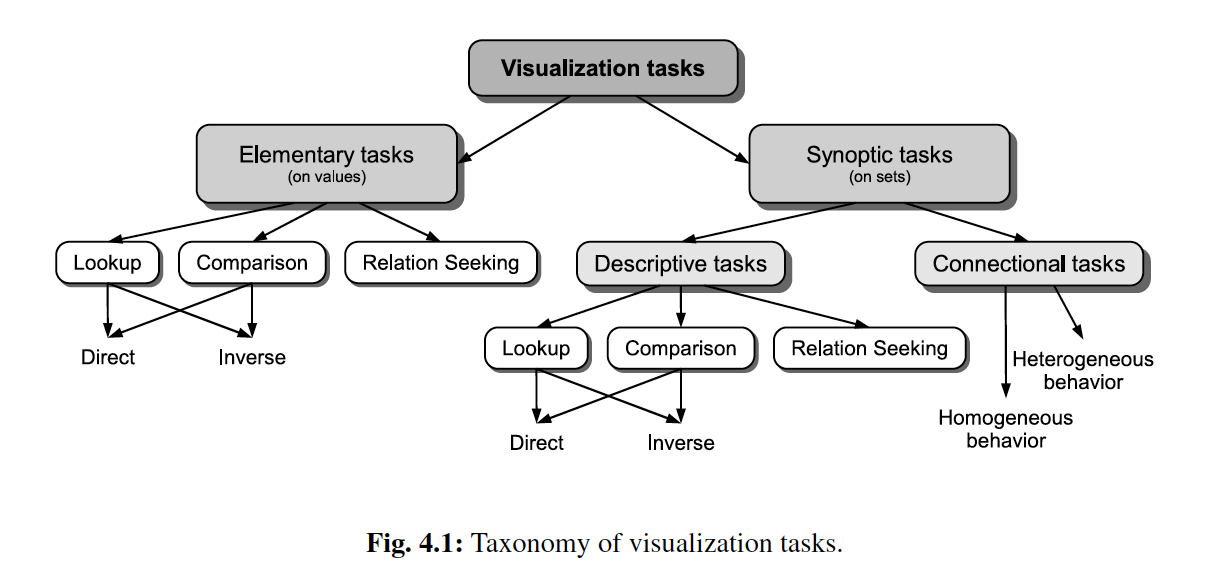 Visualization tasks
Elementary tasks
(on values)
Synoptic tasks
(on sets)
Lookup
Comparison
Relation Seeking
Descriptive tasks
Connectional tasks
Direct
Inverse
Lookup
Comparison
Relation Seeking
Heterogeneous
behavior
Homogeneous
behavior
Direct
Inverse
Fig. 4.1: Taxonomy of visualization tasks.